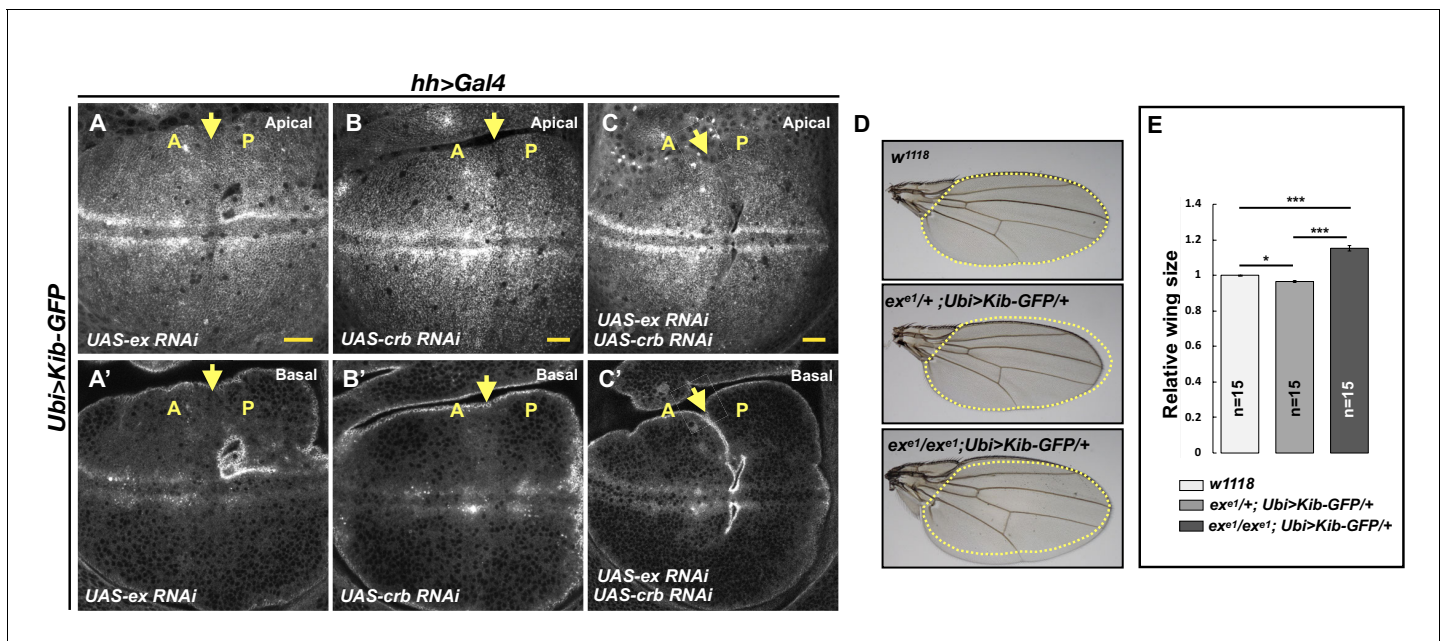 hh>Gal4
Ubi>Kib-GFP
A
A
P
Apical
UAS-ex RNAi
B
A
P
Apical
UAS-crb RNAi
C
A
P
Apical
UAS-ex RNAi
UAS-crb RNAi
A'
A
P
Basal
UAS-ex RNAi
B'
A
P
Basal
UAS-crb RNAi
C'
A
P
Basal
UAS-ex RNAi
UAS-crb RNAi
D
w1118
exe1/+ ;Ubi>Kib-GFP/+
exe1/exe1;Ubi>Kib-GFP/+
E
Relative wing size
1.4
1.2
1
0.8
0.6
0.4
0.2
0
***
***
*
n=15
n=15
n=15
w1118
exe1/+; Ubi>Kib-GFP/+
exe1/exe1; Ubi>Kib-GFP/+